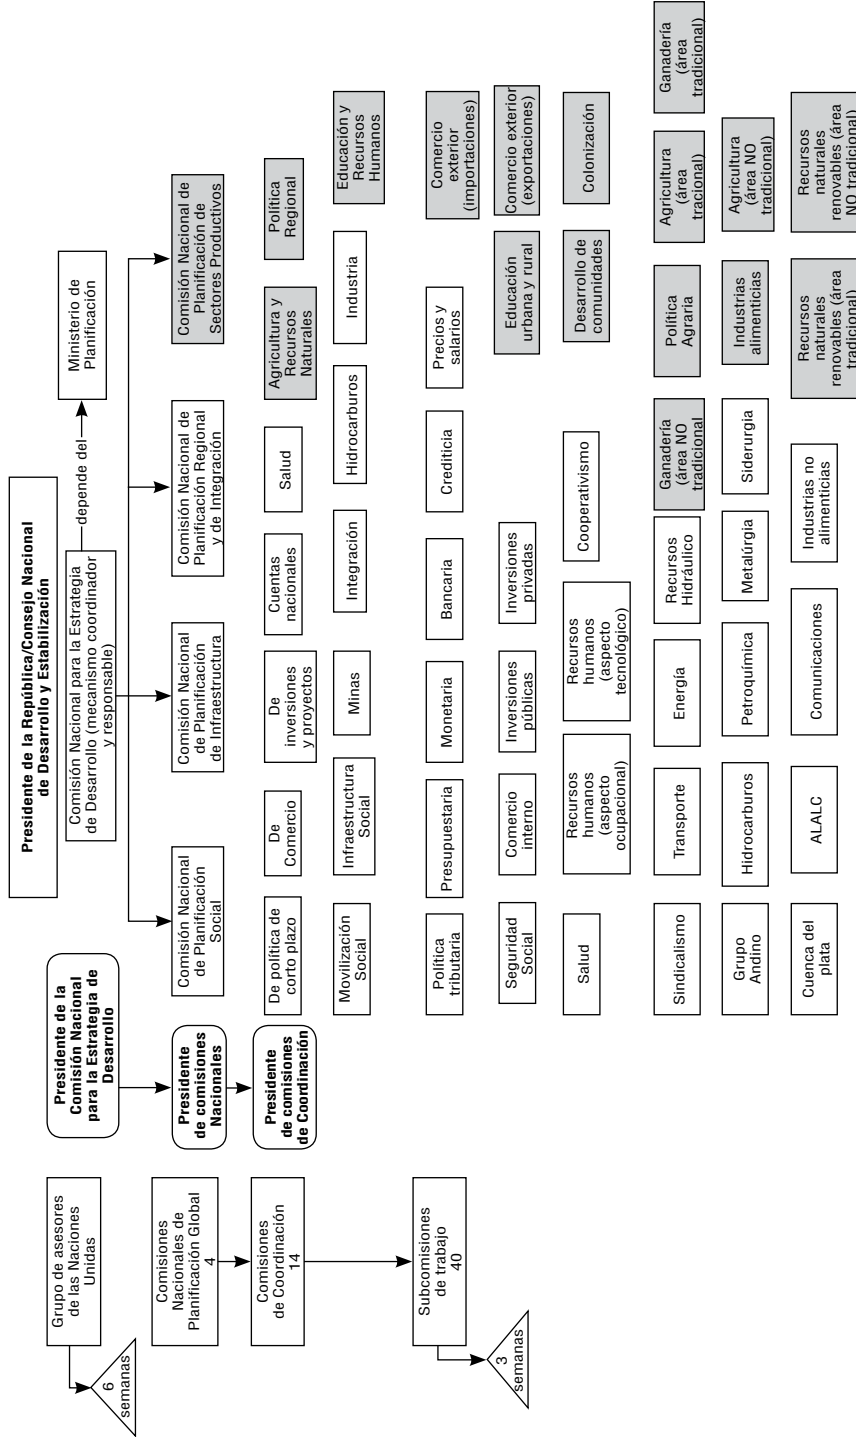 Presidente de la República/Consejo Nacional
de Desarrollo y Estabilización
Grupo de asesores
de las Naciones
Unidas
6
semanas
Presidente de la
Comisión Nacional
para la Estrategia de
Desarrollo
Comisión Nacional para la Estrategia
de Desarrollo (mecanismo coordinador
y responsable)
depende del
Ministerio de
Planificación
Comisiones
Nacionales de
Planificación Global
4
Presidente
de comisiones
Nacionales
Comisión Nacional
de Planificación
Social
Comisión Nacional
de Planificación
de Infraestructura
Comisión Nacional de
Planificación Regional
y de Integración
Comisión Nacional de
Planificación de
Sectores Productivos
Comisiones
de Coordinación
14
Presidente
de comisiones
de Coordinación
De política de
corto plazo
De
Comercio
De
inversiones
y proyectos
Cuentas
nacionales
Salud
Agricultura y
Recursos
Naturales
Política
Regional
Movilización
Social
Infraestructura
Social
Minas
Integración
Hidrocarburos
Industria
Educación y
Recursos
Humanos
Subcomisiones
de trabajo
40
3
semanas
Política
tributaria
Presupuestaria
Monetaria
Bancaria
Crediticia
Precios y
salarios
Comercio
exterior
(importaciones)
Seguridad
Social
Comercio
interno
Inversiones
públicas
Inversiones
privadas
Educación
urbana y rural
Comercio exterior
(exportaciones)
Salud
Recursos
humanos
(aspecto
ocupacional)
Recursos
humanos
(aspecto
tecnológico)
Cooperativismo
Desarrollo de
comunidades
Colonización
Sindicalismo
Transporte
Energía
Recursos
Hidráulico
Ganadería
(área NO
tradicional
Política
Agraria
Agricultura
(área
tracional)
Ganadería
(área
tradicional)
Grupo
Andino
Hidrocarburos
Petroquímica
Metalúrgia
Siderurgia
Industrias
alimenticias
Agricultura
(área NO
tradicional)
Cuenca del
plata
ALALC
Comunicaciones
Industrias no
alimenticias
Recursos
naturales
renovables (área
tradicional)
Recursos
naturales
renovables (área
NO tradicional)